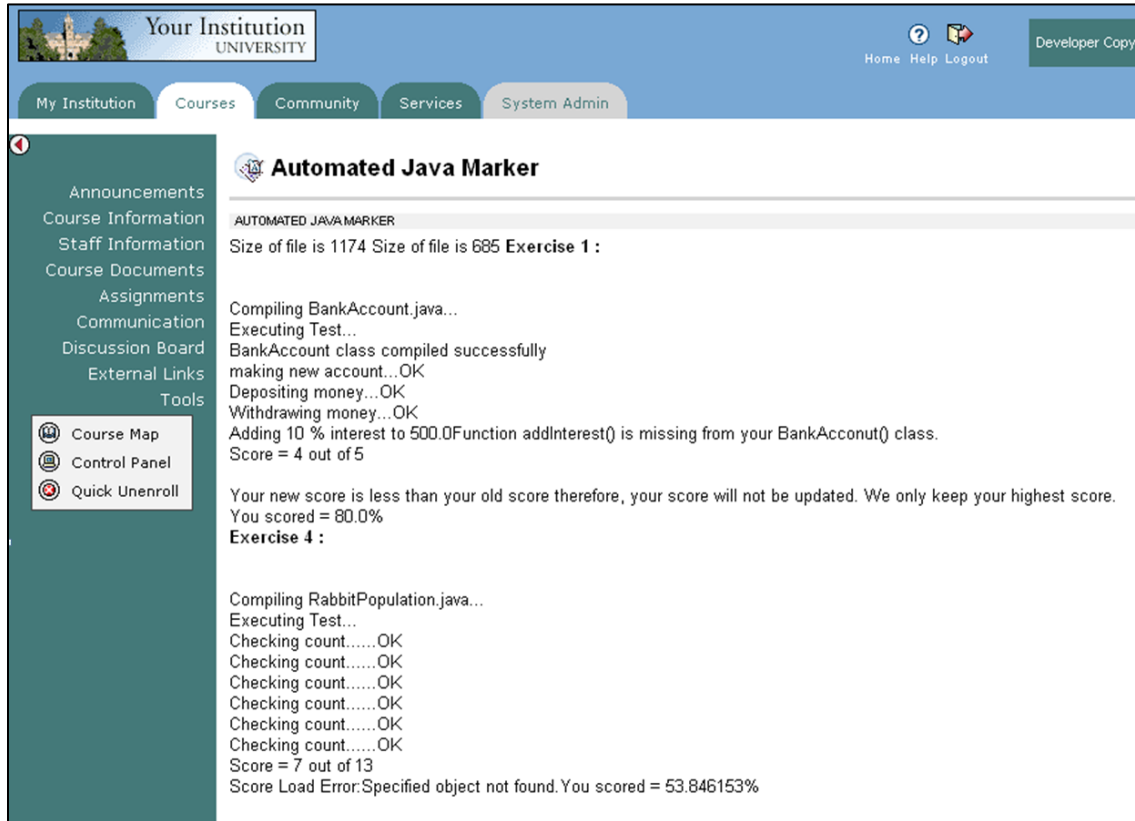 Your Institution
UNIVERSITY
Home Help Logout
Developer Copy
My Institution Courses Community Services System Admin
Announcements
Course Information
Staff Information
Course Documents
Assignments
Communication
Discussion Board
External Links
Tools
Course Map
Control Panel
Quick Unenroll
Automated Java Marker
AUTOMATED JAVA MARKER
Size of file is 1174 Size of file is 685 Exercise 1 :
Compiling BankAccount.java...
Executing Test...
BankAccount class compiled successfully
making new account...OK
Depositing money...OK
Withdrawing money...OK
Adding 10 % interest to 500.0Function addInterest() is missing from your BankAcconut() class.
Score = 4 out of 5
Your new score is less than your old score therefore, your score will not be updated. We only keep your highest score.
You scored = 80.0%
Exercise 4 :
Compiling RabbitPopulation.java...
Executing Test...
Checking count......OK
Checking count......OK
Checking count......OK
Checking count......OK
Checking count......OK
Checking count......OK
Score = 7 out of 13
Score Load Error:Specified object not found.You scored = 53.846153%